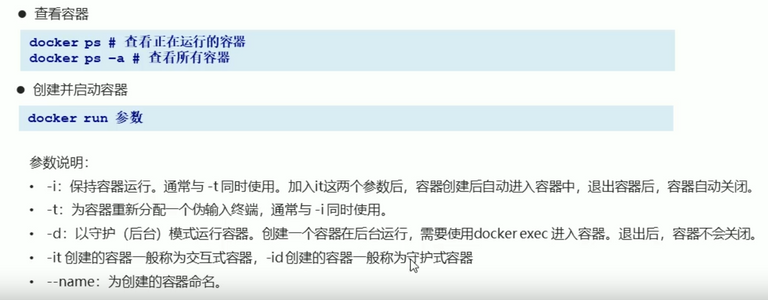 ● 查看容器
docker ps # 查看正在运行的容器
docker ps –a # 查看所有容器
● 创建并启动容器
docker run 参数
参数说明：
• -i：保持容器运行。通常与 -t 同时使用。加入it这两个参数后，容器创建后自动进入容器中，退出容器后，容器自动关闭。
• -t：为容器重新分配一个伪输入终端，通常与 -i 同时使用。
• -d：以守护（后台）模式运行容器。创建一个容器在后台运行，需要使用docker exec 进入容器。退出后，容器不会关闭。
• -it 创建的容器一般称为交互式容器，-id 创建的容器一般称为守护式容器
• --name：为创建的容器命名。